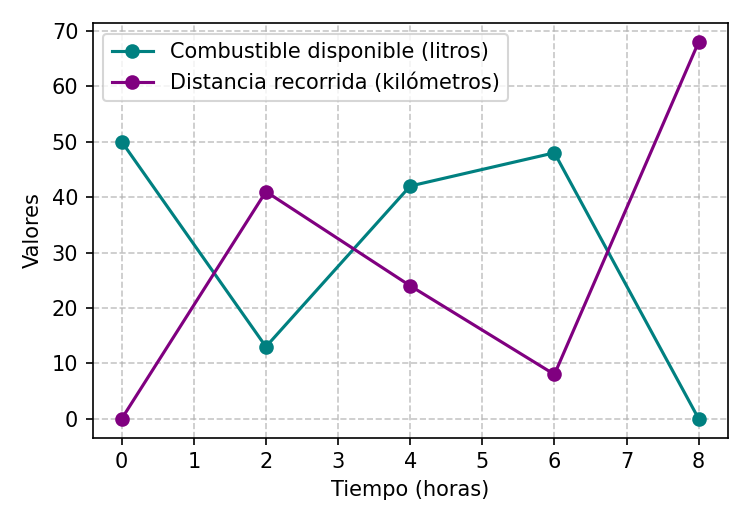 Combustible disponible (litros)
Distancia recorrida (kilómetros)
Valores
70
60
50
40
30
20
10
0
0 1 2 3 4 5 6 7 8
Tiempo (horas)